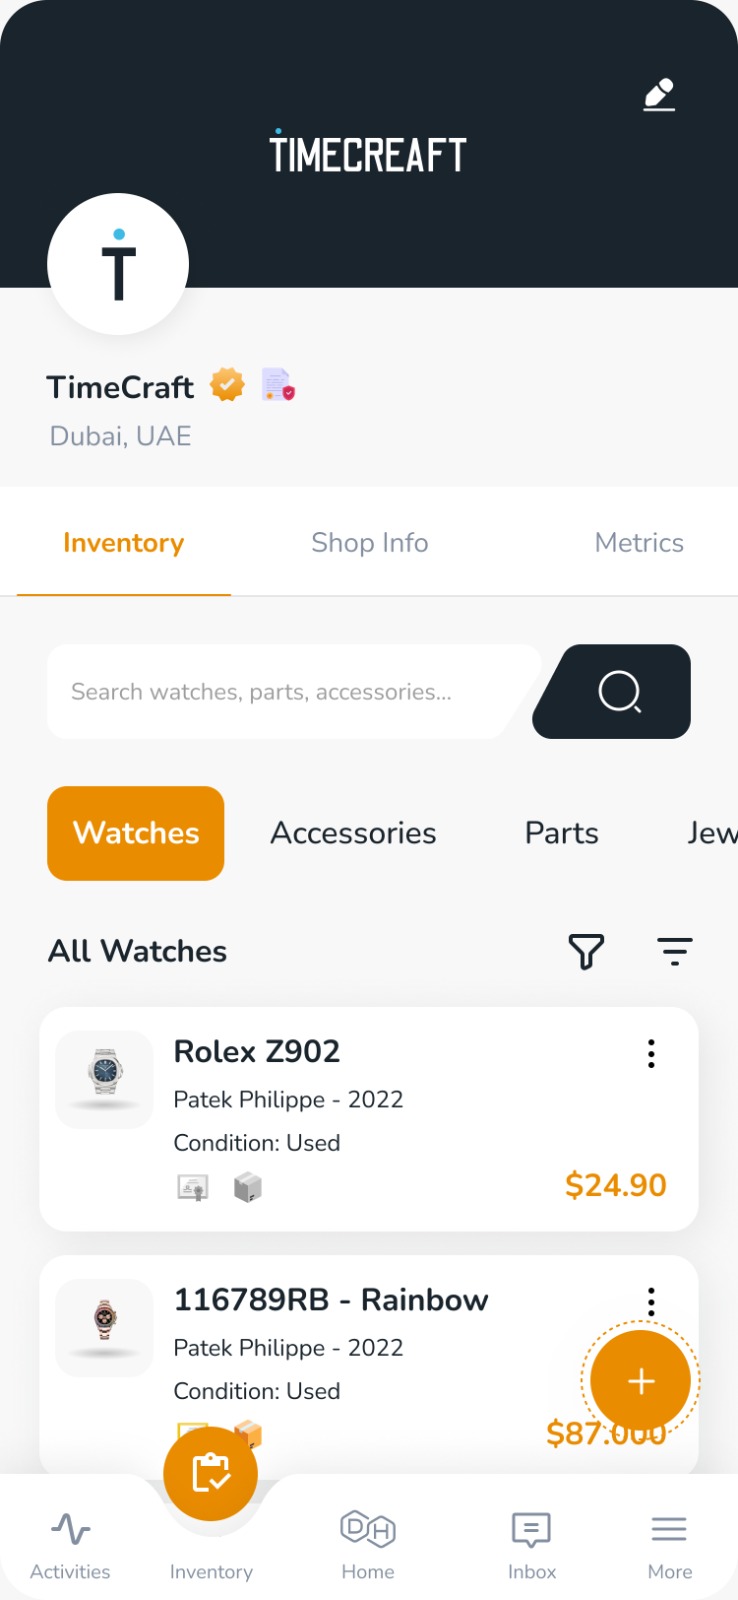 TIMECREAFT
T
TimeCraft
Dubai, UAE
Inventory Shop Info Metrics
Search watches, parts, accessories...
Watches Accessories Parts Jew
All Watches
Rolex Z902
Patek Philippe - 2022
Condition: Used
$24.90
116789RB - Rainbow
Patek Philippe - 2022
Condition: Used
$87.000
DH
Activities Inventory Home Inbox More